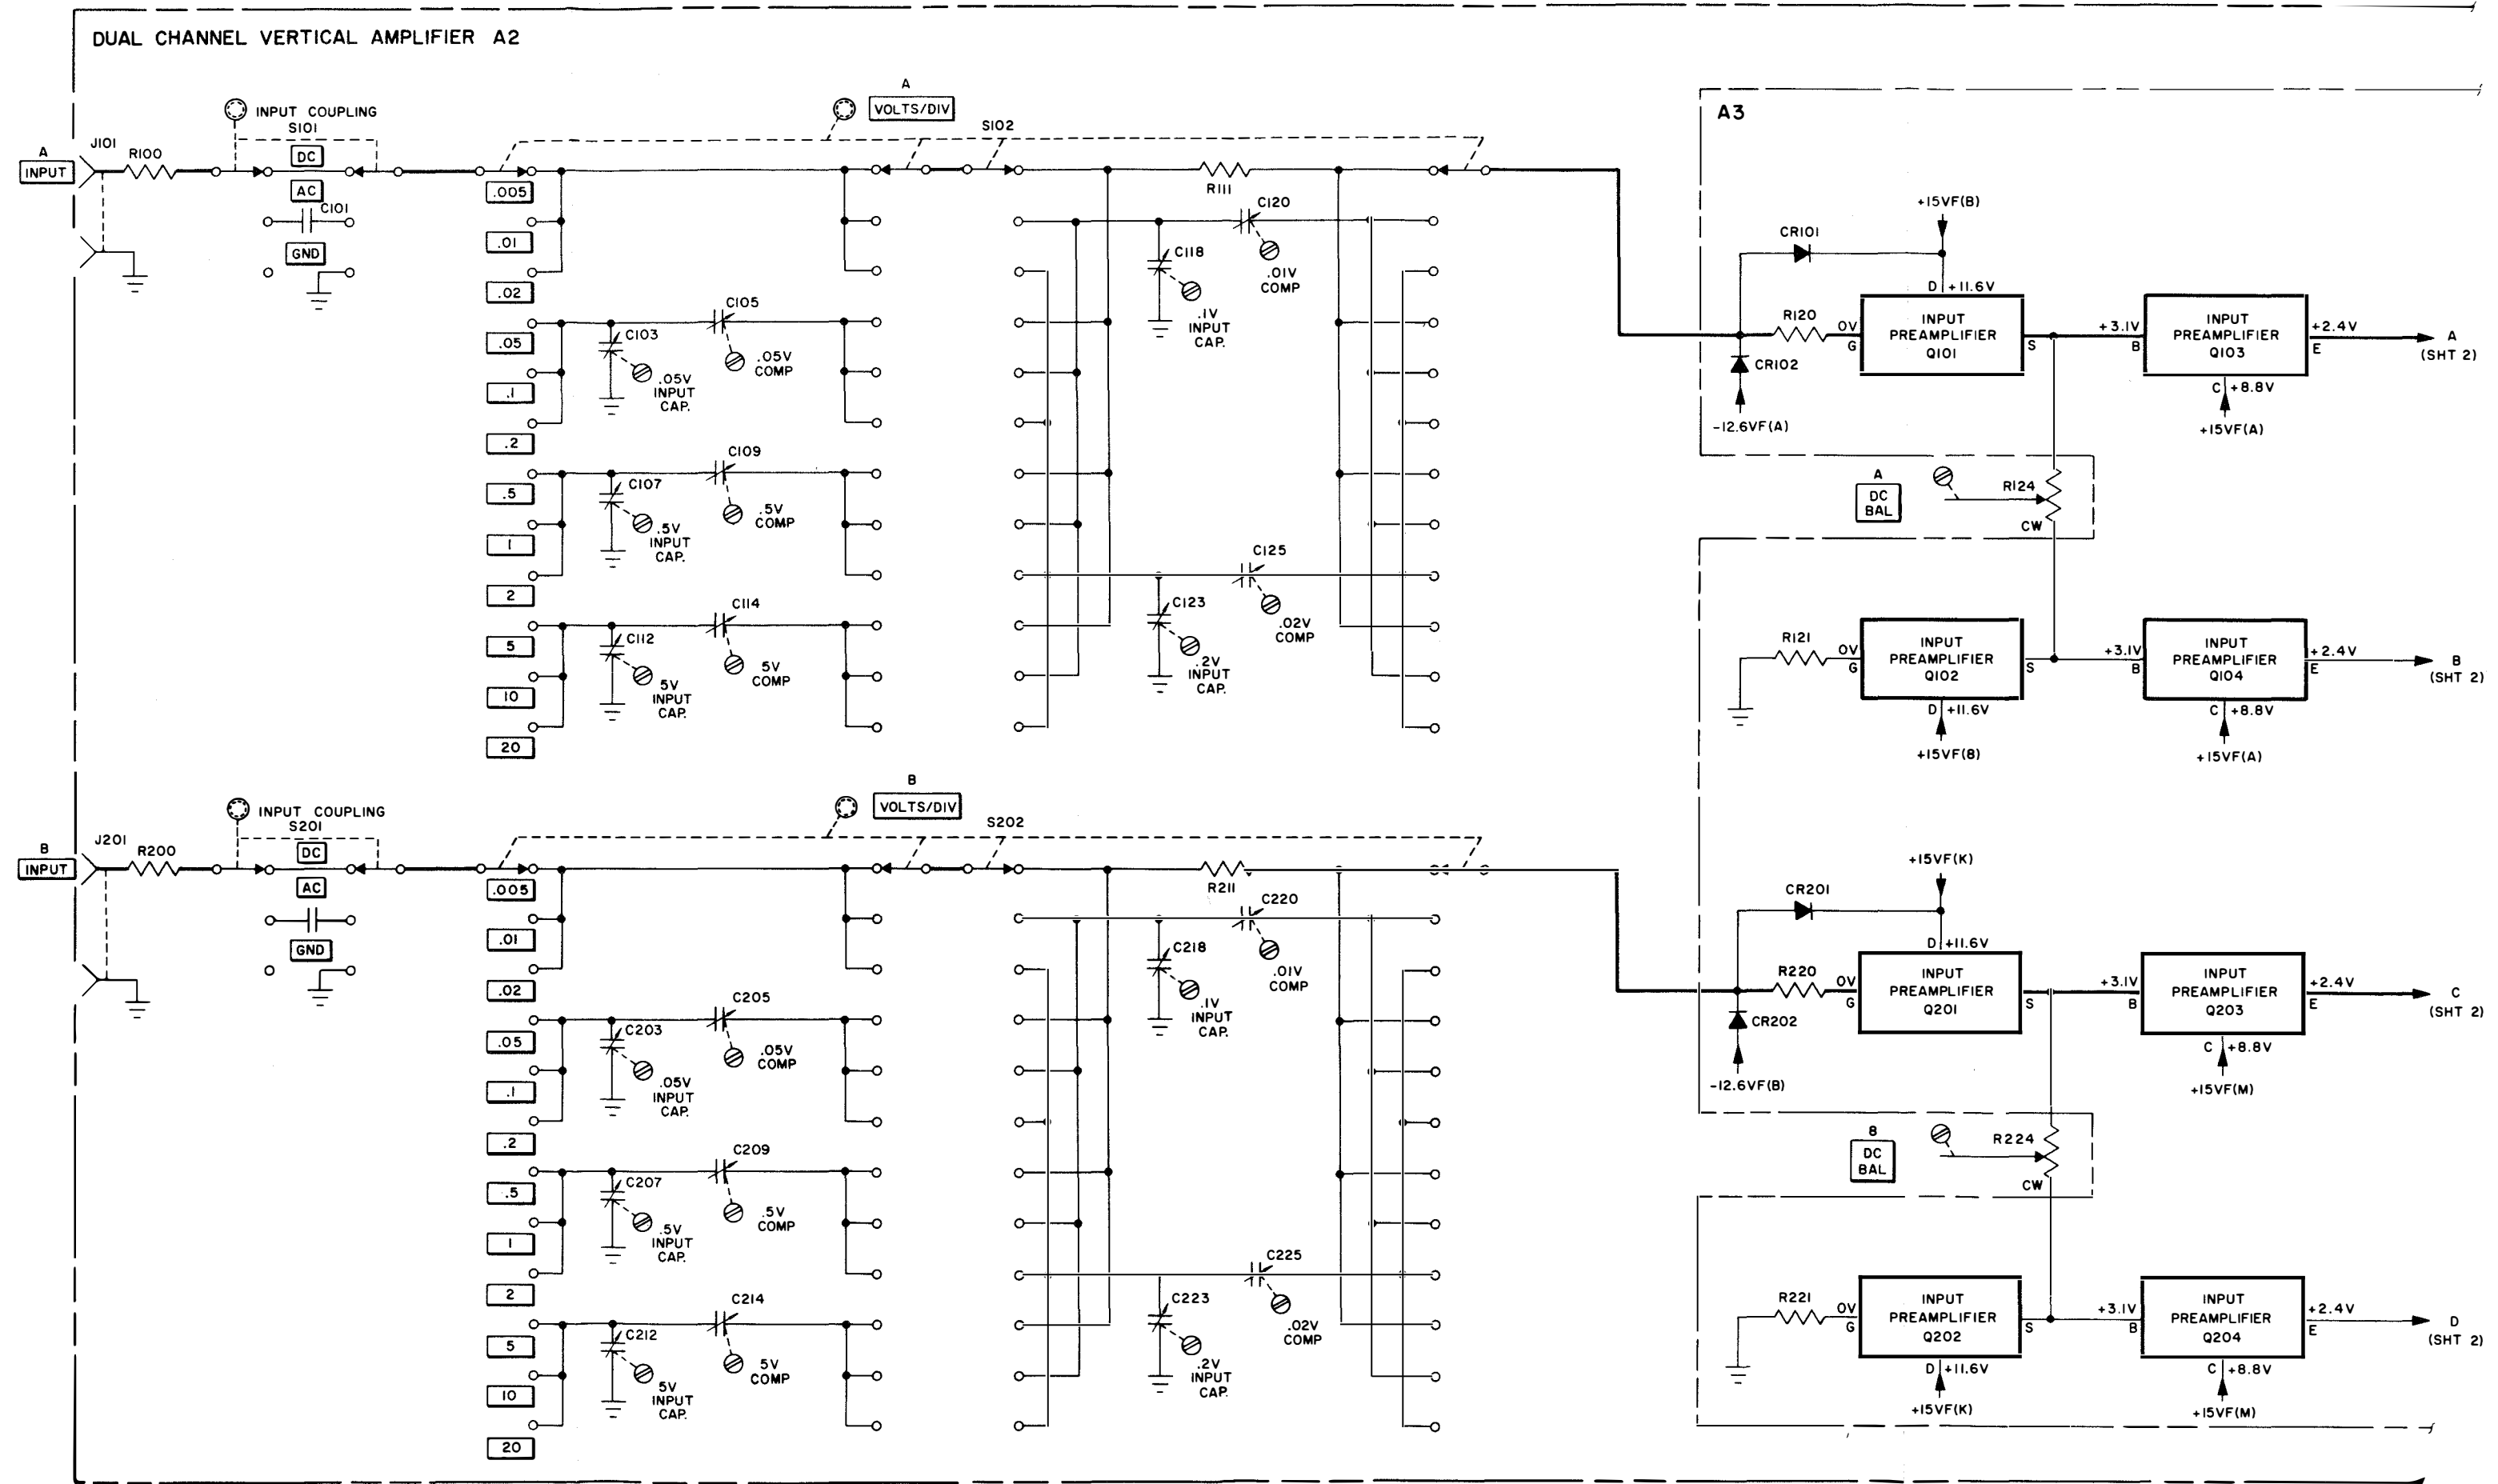 DUAL CHANNEL VERTICAL AMPLIFIER A2
A
INPUT
J101
R100
INPUT COUPLING
S101
DC
AC
C101
GND
A
VOLTS/DIV
S102
.005
.01
.02
.05
.1
.2
.5
1
2
5
10
20
C103
.05V
INPUT
CAP.
C105
.05V
COMP
C107
.5V
INPUT
CAP.
C109
.5V
COMP
C112
5V
INPUT
CAP.
C114
5V
COMP
R111
C118
.1V
INPUT
CAP.
C120
.01V
COMP
C123
.2V
INPUT
CAP.
C125
.02V
COMP
A3
+15VF(B)
CR101
D +11.6V
R120
0V
G
INPUT
PREAMPLIFIER
Q101
S
+3.1V
B
INPUT
PREAMPLIFIER
Q103
+2.4V
E
A
(SHT 2)
CR102
-12.6VF(A)
C +8.8V
+15VF(A)
A
DC
BAL
R124
CW
R121
0V
G
INPUT
PREAMPLIFIER
Q102
S
+3.1V
B
INPUT
PREAMPLIFIER
Q104
+2.4V
E
B
(SHT 2)
D +11.6V
+15VF(8)
C +8.8V
+15VF(A)
B
INPUT
J201
R200
INPUT COUPLING
S201
DC
AC
GND
B
VOLTS/DIV
S202
.005
.01
.02
.05
.1
.2
.5
1
2
5
10
20
C203
.05V
INPUT
CAP.
C205
.05V
COMP
C207
.5V
INPUT
CAP.
C209
.5V
COMP
C212
5V
INPUT
CAP.
C214
5V
COMP
R211
C218
.1V
INPUT
CAP.
C220
.01V
COMP
C223
.2V
INPUT
CAP.
C225
.02V
COMP
+15VF(K)
CR201
D +11.6V
R220
0V
G
INPUT
PREAMPLIFIER
Q201
S
+3.1V
B
INPUT
PREAMPLIFIER
Q203
+2.4V
E
C
(SHT 2)
CR202
-12.6VF(B)
C +8.8V
+15VF(M)
8
DC
BAL
R224
CW
R221
0V
G
INPUT
PREAMPLIFIER
Q202
S
+3.1V
B
INPUT
PREAMPLIFIER
Q204
+2.4V
E
D
(SHT 2)
D +11.6V
+15VF(K)
C +8.8V
+15VF(M)